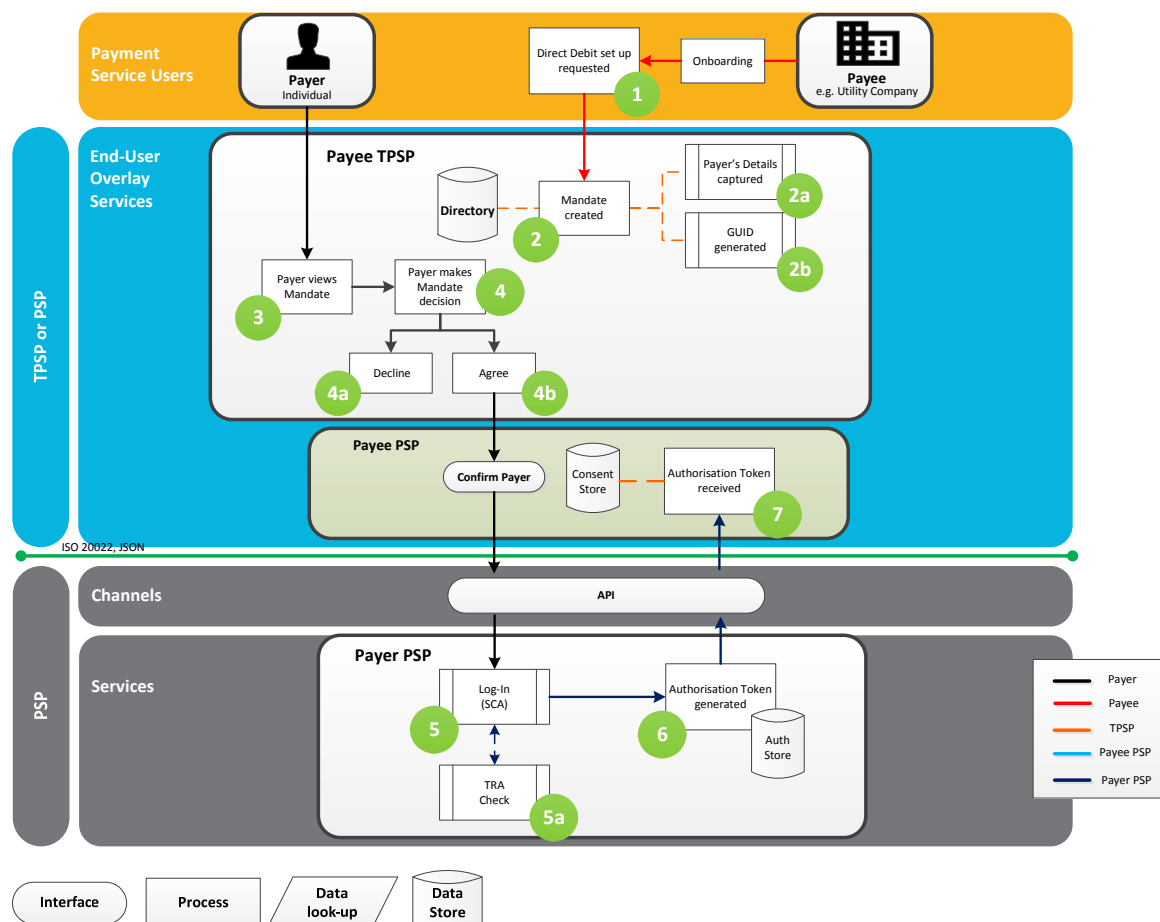 Payment
Service Users
Payer
Individual
Direct Debit set up
requested
1
Onboarding
Payee
e.g. Utility Company
TPSP or PSP
End-User
Overlay
Services
Payee TPSP
Directory
Mandate
created
2
Payer's Details
captured
2a
GUID
generated
2b
Payer views
Mandate
3
Payer makes
Mandate
decision
4
Decline
4a
Agree
4b
Payee PSP
Confirm Payer
Consent
Store
Authorisation Token
received
7
ISO 20022, JSON
PSP
Channels
API
Services
Payer PSP
Log-In
(SCA)
5
Authorisation Token
generated
6
Auth
Store
TRA
Check
5a
Payer
Payee
TPSP
Payee PSP
Payer PSP
Interface
Process
Data
look-up
Data
Store